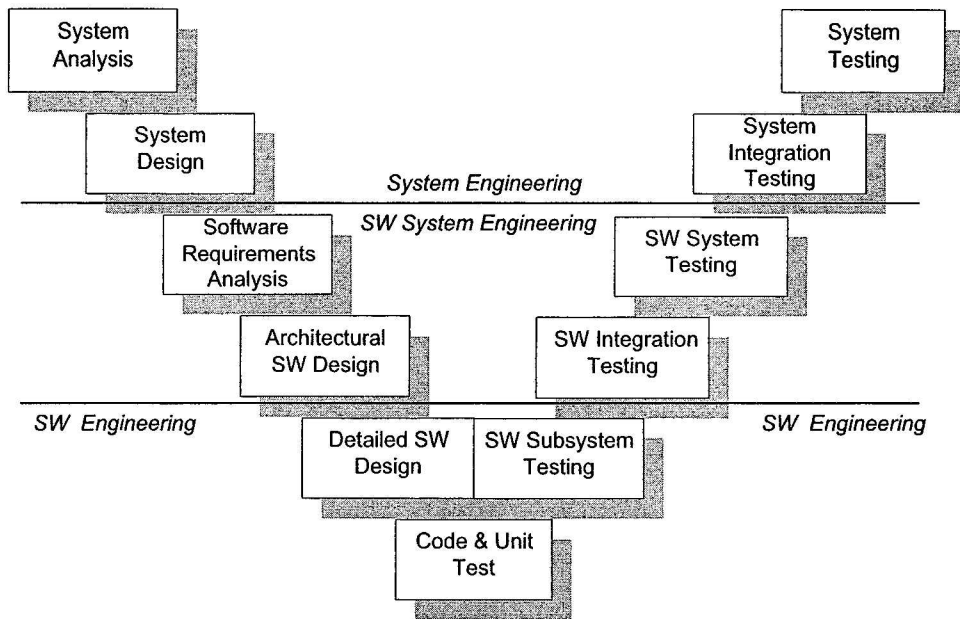 System
Analysis
System
Testing
System
Design
System
Integration
Testing
System Engineering
SW System Engineering
Software
Requirements
Analysis
SW System
Testing
Architectural
SW Design
SW Integration
Testing
SW Engineering
SW Engineering
Detailed SW
Design
SW Subsystem
Testing
Code & Unit
Test